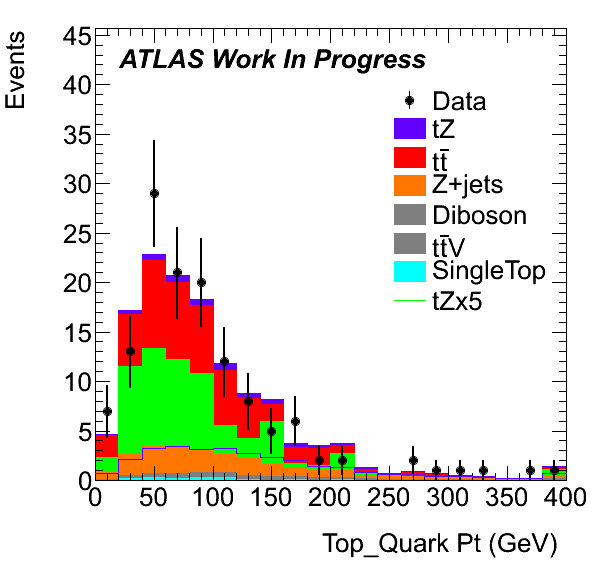 Events
ATLAS Work In Progress
45
40
35
30
25
20
15
10
5
0
Data
tZ
tt̄
Z+jets
Diboson
tt̄V
SingleTop
tZx5
0 50 100 150 200 250 300 350 400
Top_Quark Pt (GeV)